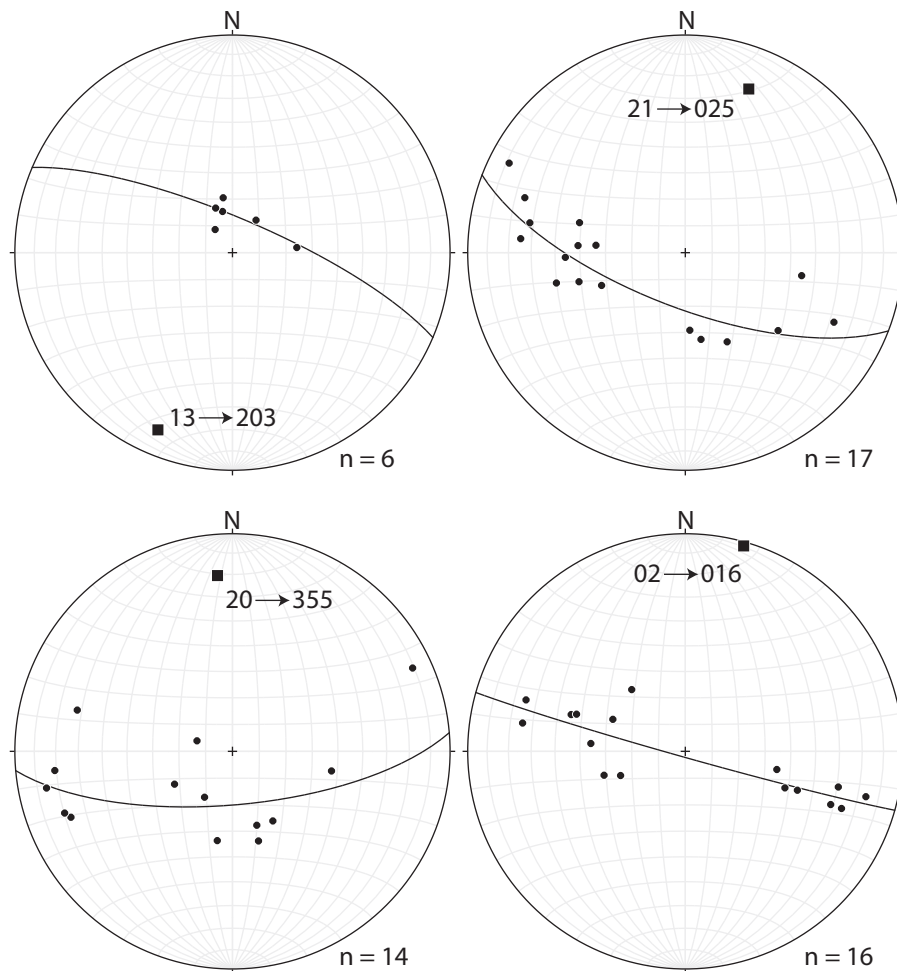 N
13→203
n = 6
N
21→025
n = 17
N
20→355
n = 14
N
02→016
n = 16